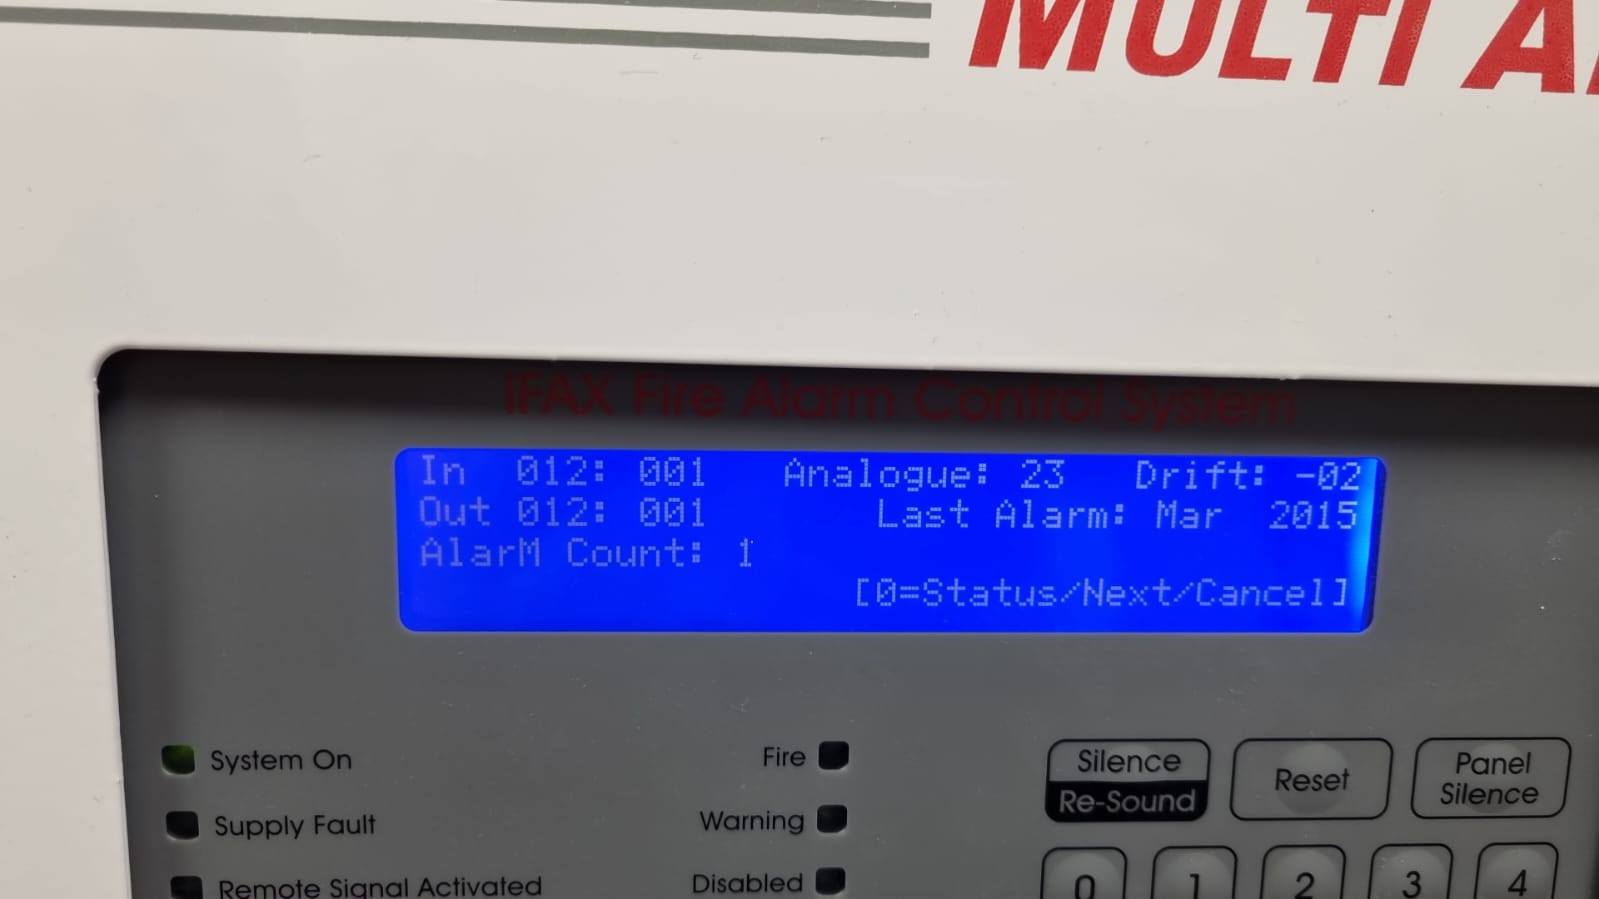 MULTI
IFAX Fire Alarm Control System
In 012: 001 Analogue: 23 Drift: -02
Out 012: 001 Last Alarm: Mar 2015
AlarM Count: 1
[0=Status/Next/Cancel]
System On
Supply Fault
Remote Signal Activated
Fire
Warning
Disabled
Silence
Re-Sound
Reset
Panel
Silence
0 1 2 3 4